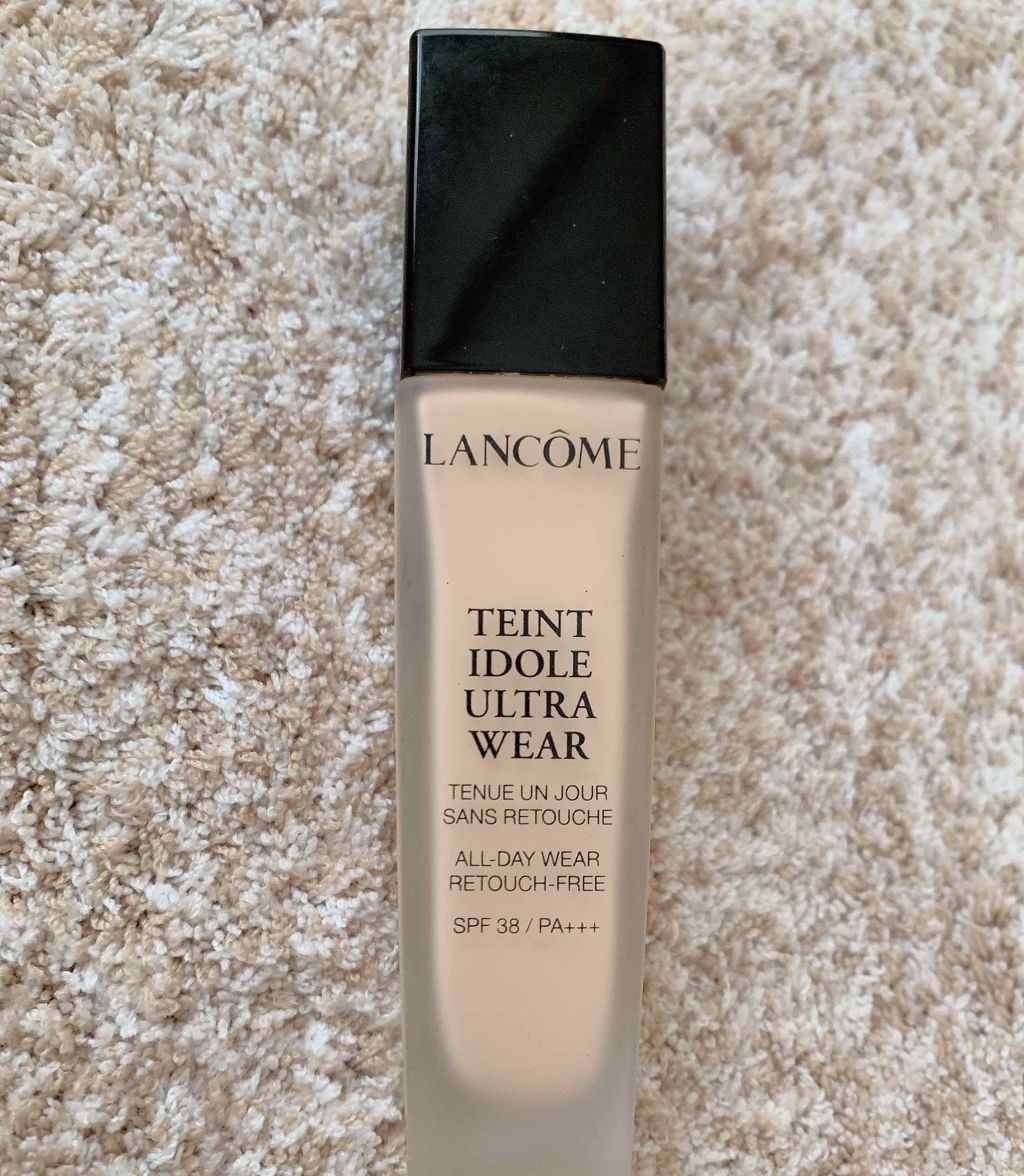 LANCÔME
TEINT
IDOLE
ULTRA
WEAR
TENUE UN JOUR
SANS RETOUCHE
ALL-DAY WEAR
RETOUCH-FREE
SPF 38 / PA+++